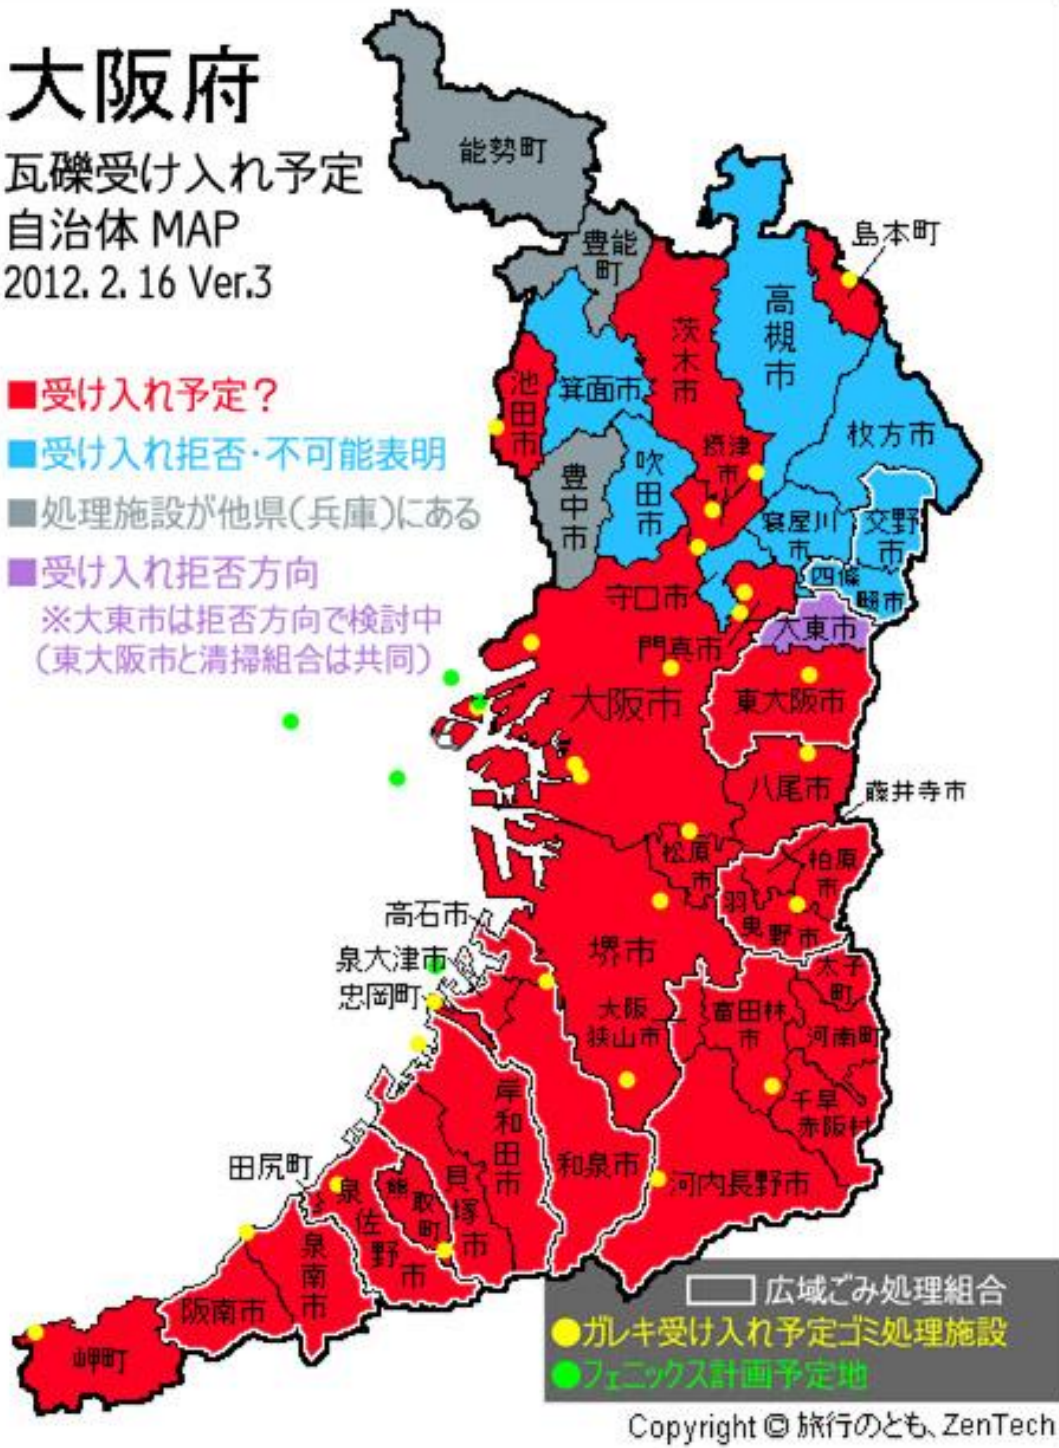 大阪府
瓦礫受け入れ予定
自治体 MAP
2012. 2. 16 Ver.3
■受け入れ予定？
■受け入れ拒否・不可能表明
■処理施設が他県(兵庫)にある
■受け入れ拒否方向
※大東市は拒否方向で検討中
(東大阪市と清掃組合は共同)
能勢町
豊能町
島本町
高槻市
茨木市
池田市
箕面市
枚方市
摂津市
吹田市
豊中市
寝屋川市
交野市
四條畷市
守口市
門真市
大東市
大阪市
東大阪市
八尾市
藤井寺市
松原市
柏原市
羽曳野市
高石市
堺市
泉大津市
忠岡町
太子町
大阪狭山市
富田林市
河南町
千早赤阪村
岸和田市
和泉市
河内長野市
田尻町
泉佐野市
熊取町
貝塚市
泉南市
阪南市
岬町
広域ごみ処理組合
●ガレキ受け入れ予定ゴミ処理施設
●フェニックス計画予定地
Copyright © 旅行のとも、ZenTech